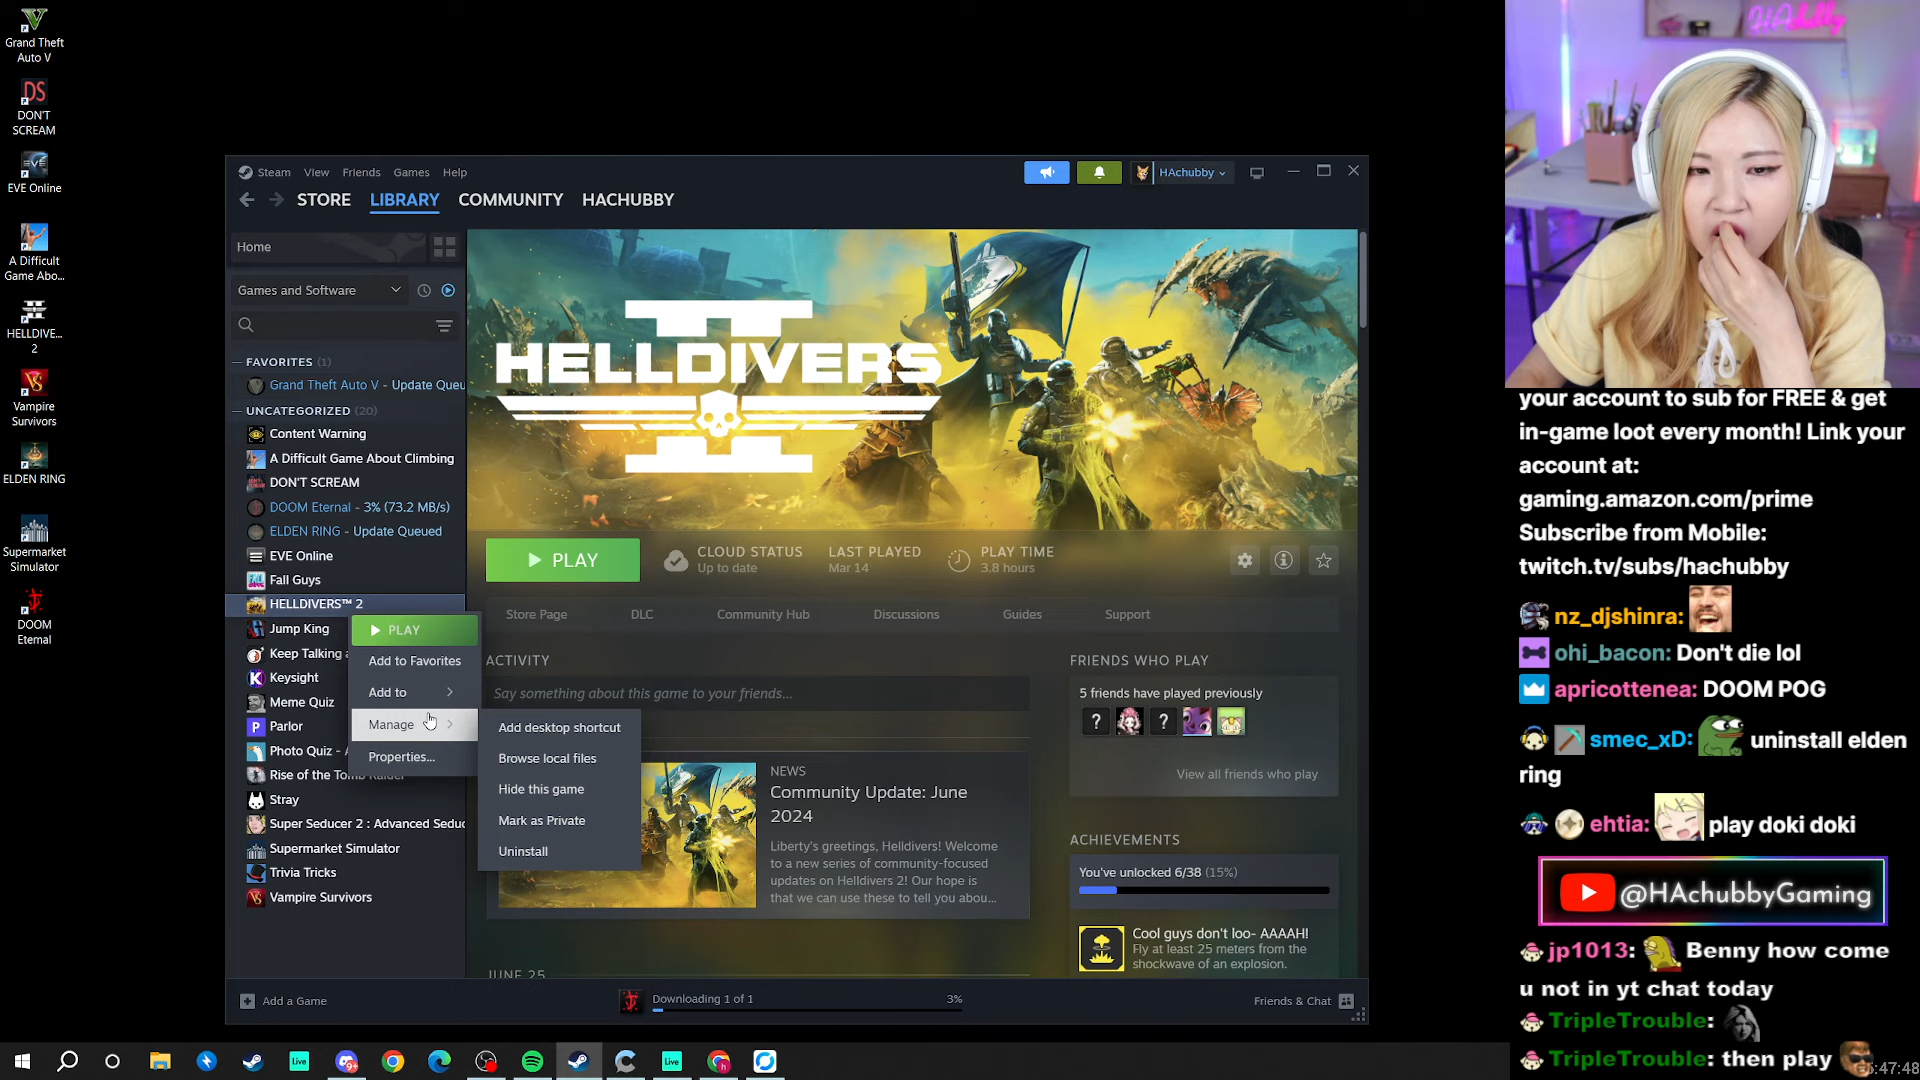 Grand Theft
Auto V
DON'T
SCREAM
EVE Online
A Difficult
Game Abo...
HELLDIVE...
2
Vampire
Survivors
ELDEN RING
Supermarket
Simulator
DOOM
Eternal
Steam View Friends Games Help
HAchubby
STORE LIBRARY COMMUNITY HACHUBBY
Home
Games and Software
FAVORITES (1)
Grand Theft Auto V - Update Queu
UNCATEGORIZED (20)
Content Warning
A Difficult Game About Climbing
DON'T SCREAM
DOOM Eternal - 3% (73.2 MB/s)
ELDEN RING - Update Queued
EVE Online
Fall Guys
HELLDIVERS™ 2
Jump King
Keep Talking a
Keysight
Meme Quiz
Parlor
Photo Quiz - A
Rise of the Tomb Raider
Stray
Super Seducer 2 : Advanced Seduc
Supermarket Simulator
Trivia Tricks
Vampire Survivors
PLAY
Add to Favorites
Add to
Manage
Properties...
Add desktop shortcut
Browse local files
Hide this game
Mark as Private
Uninstall
HELLDIVERS
II
PLAY
CLOUD STATUS
Up to date
LAST PLAYED
Mar 14
PLAY TIME
3.8 hours
Store Page DLC Community Hub Discussions Guides Support
ACTIVITY
Say something about this game to your friends...
NEWS
Community Update: June
2024
Liberty's greetings, Helldivers! Welcome
to a new series of community-focused
updates on Helldivers 2! Our hope is
that we can use these to tell you abou...
JUNE 25
FRIENDS WHO PLAY
5 friends have played previously
? ?
View all friends who play
ACHIEVEMENTS
You've unlocked 6/38 (15%)
Cool guys don't loo- AAAAH!
Fly at least 25 meters from the
shockwave of an explosion.
Add a Game
Downloading 1 of 1 3%
Friends & Chat
HAchubby
your account to sub for FREE & get
in-game loot every month! Link your
account at:
gaming.amazon.com/prime
Subscribe from Mobile:
twitch.tv/subs/hachubby
nz_djshinra:
ohi_bacon: Don't die lol
apricottenea: DOOM POG
smec_xD: uninstall elden
ring
ehtia: play doki doki
@HAchubbyGaming
jp1013: Benny how come
u not in yt chat today
TripleTrouble:
TripleTrouble: then play
Live
9+
Live
:47:48